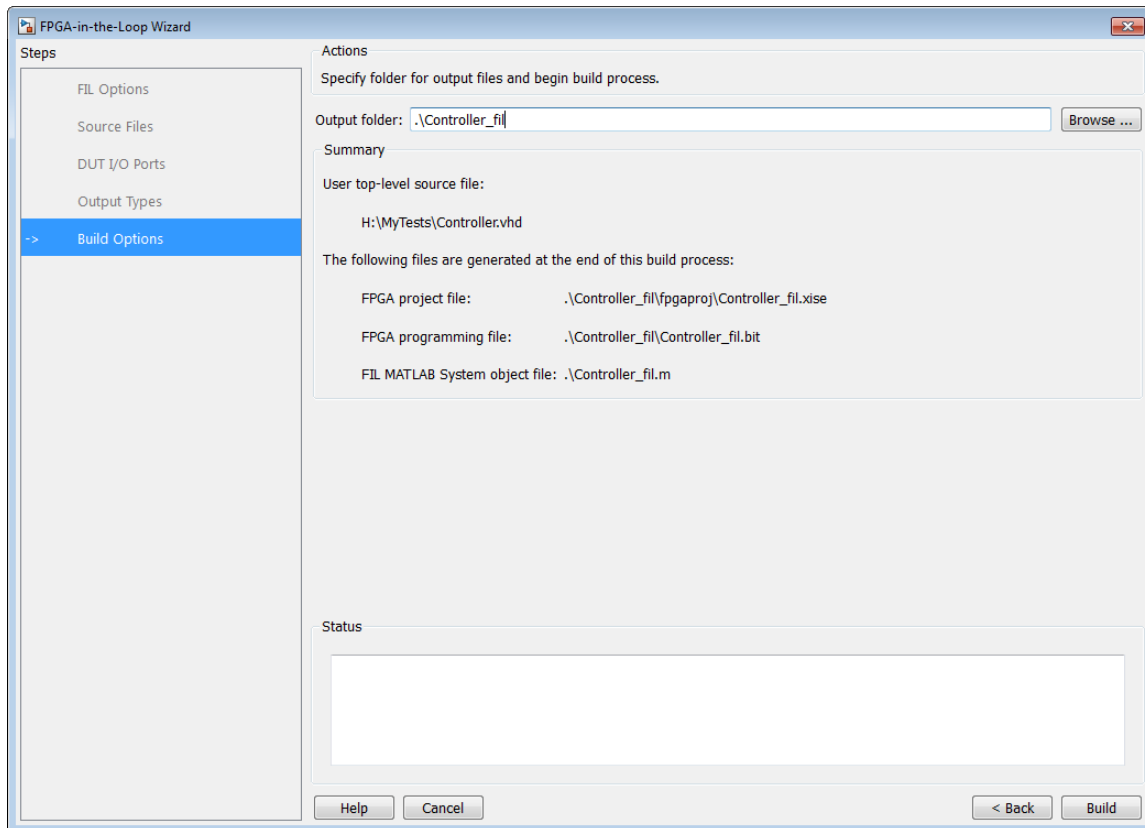 FPGA-in-the-Loop Wizard
Steps
FIL Options
Source Files
DUT I/O Ports
Output Types
-> Build Options
Actions
Specify folder for output files and begin build process.
Output folder: .\Controller_fil Browse ...
Summary
User top-level source file:
H:\MyTests\Controller.vhd
The following files are generated at the end of this build process:
FPGA project file: .\Controller_fil\fpgaproj\Controller_fil.xise
FPGA programming file: .\Controller_fil\Controller_fil.bit
FIL MATLAB System object file: .\Controller_fil.m
Status
Help Cancel < Back Build